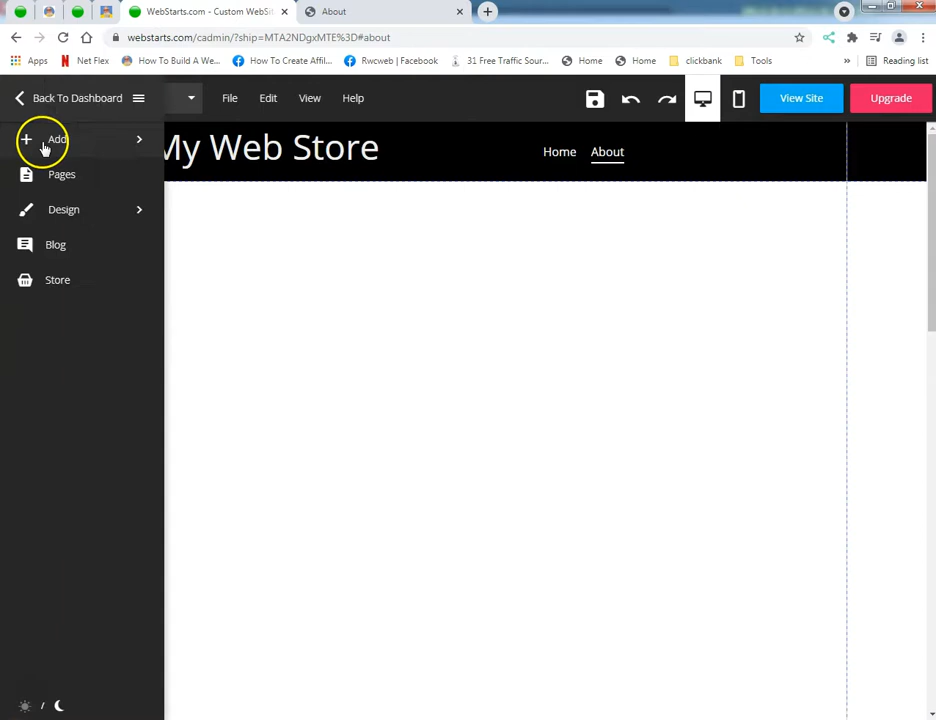 WebStarts.com - Custom WebSit
About
webstarts.com/cadmin/?ship=MTA2NDgxMTE%3D#about
Apps Net Flex How To Build A We... How To Create Affil... Rwcweb | Facebook 31 Free Traffic Sour... Home Home clickbank Tools » Reading list
Back To Dashboard File Edit View Help View Site Upgrade
Add
Pages
Design
Blog
Store
My Web Store Home About
/